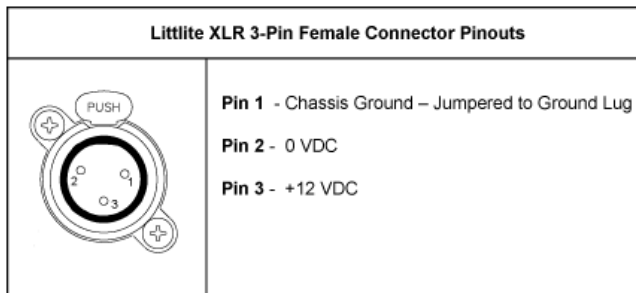 Littlite XLR 3-Pin Female Connector Pinouts
PUSH
2
1
3
Pin 1 - Chassis Ground – Jumpered to Ground Lug
Pin 2 - 0 VDC
Pin 3 - +12 VDC